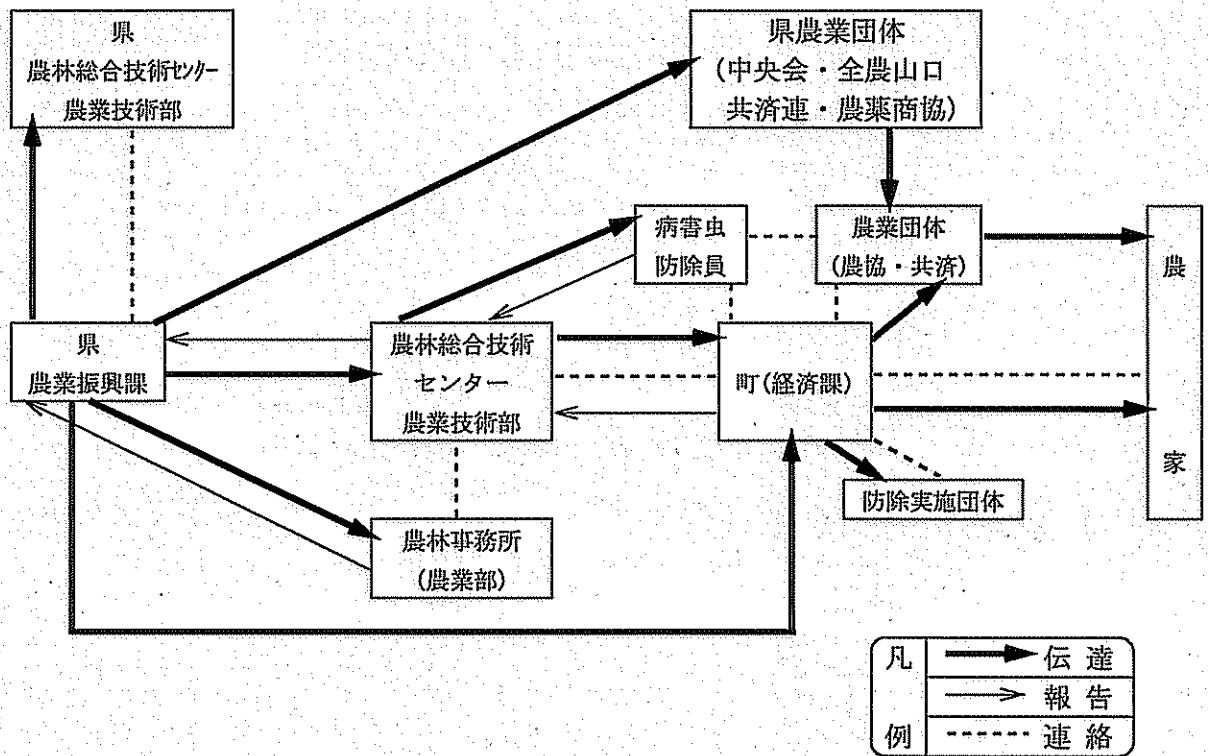 県
農林総合技術センター
農業技術部
県農業団体
(中央会・全農山口
共済連・農薬商協)
病害虫
防除員
農業団体
(農協・共済)
農
家
県
農業振興課
農林総合技術
センター
農業技術部
町(経済課)
防除実施団体
農林事務所
(農業部)
凡
例
伝達
報告
連絡